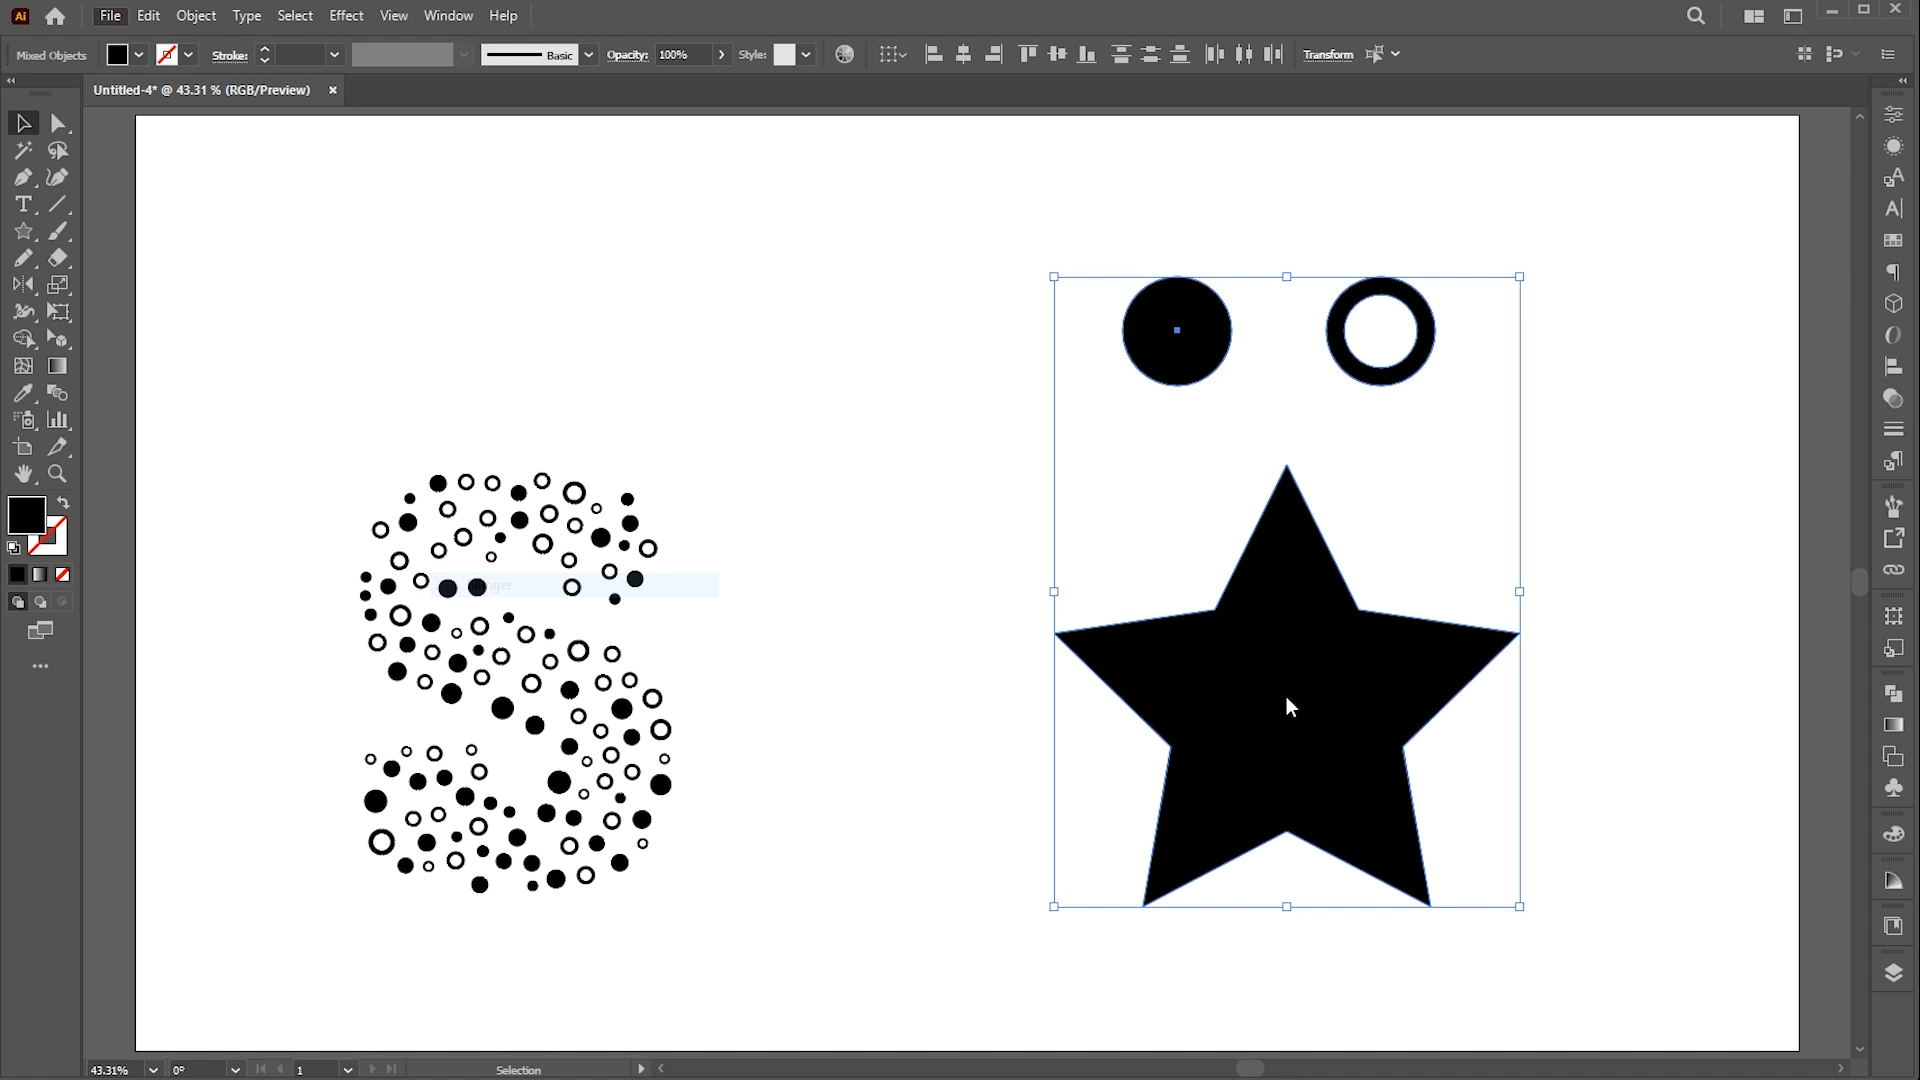 Ai File Edit Object Type Select Effect View Window Help
Mixed Objects Stroke: Basic Opacity: 100% Style: Transform
Untitled-4* @ 43.31 % (RGB/Preview) ×
43.31% 0° 1 Selection